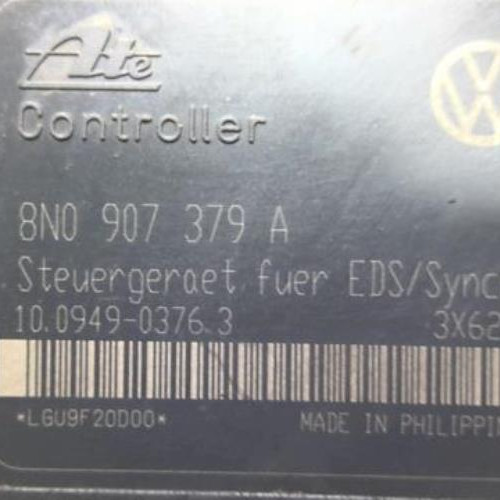 Ate
Controller
8N0 907 379 A
Steuergeraet fuer EDS/Sync
10.0949-0376.3 3X62
*LGU9F20D00*
MADE IN PHILIPPIN